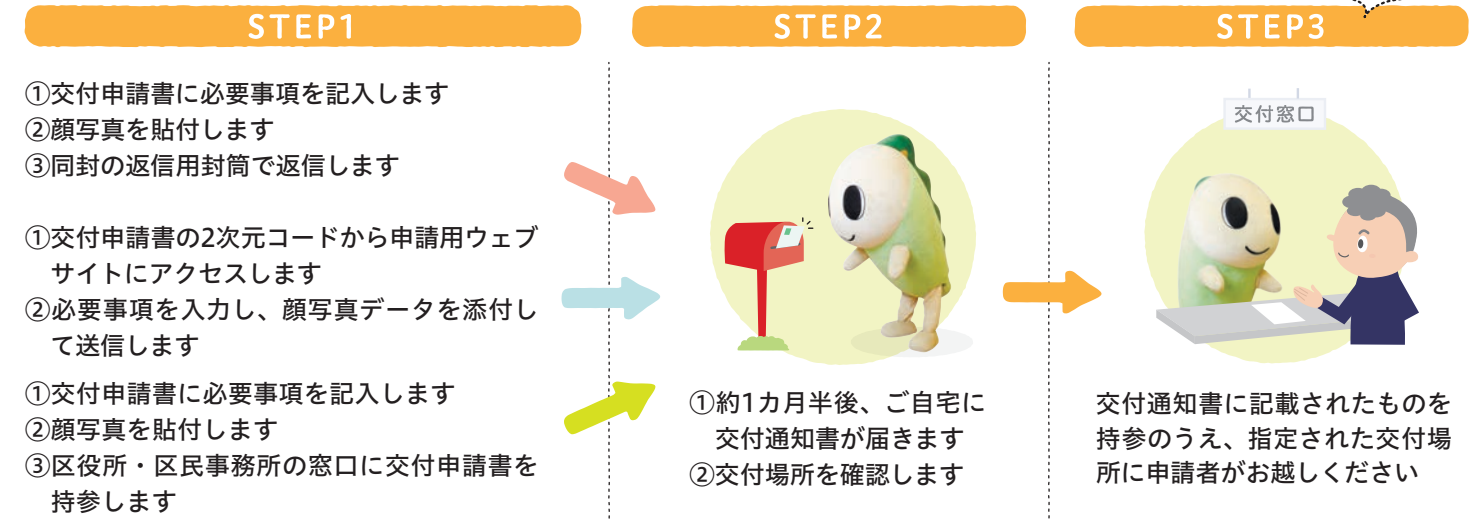 STEP1
①交付申請書に必要事項を記入します
②顔写真を貼付します
③同封の返信用封筒で返信します
①交付申請書の2次元コードから申請用ウェブ
サイトにアクセスします
②必要事項を入力し、顔写真データを添付し
て送信します
①交付申請書に必要事項を記入します
②顔写真を貼付します
③区役所・区民事務所の窓口に交付申請書を
持参します
STEP2
①約1カ月半後、ご自宅に
交付通知書が届きます
②交付場所を確認します
STEP3
交付窓口
交付通知書に記載されたものを
持参のうえ、指定された交付場
所に申請者がお越しください